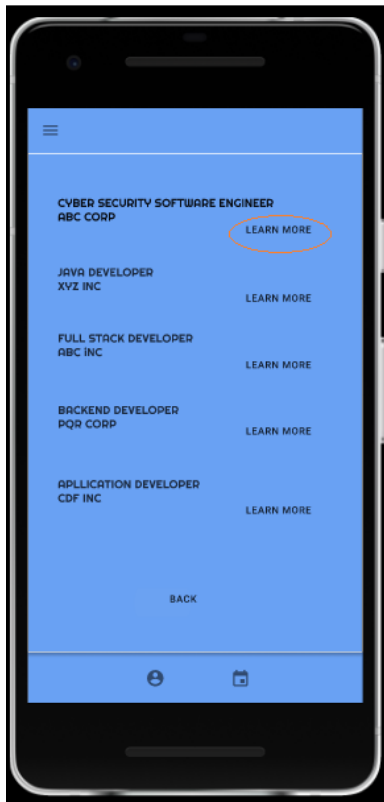 CYBER SECURITY SOFTWARE ENGINEER
ABC CORP
LEARN MORE
JAVA DEVELOPER
XYZ INC
LEARN MORE
FULL STACK DEVELOPER
ABC INC
LEARN MORE
BACKEND DEVELOPER
PQR CORP
LEARN MORE
APLLICATION DEVELOPER
CDF INC
LEARN MORE
BACK